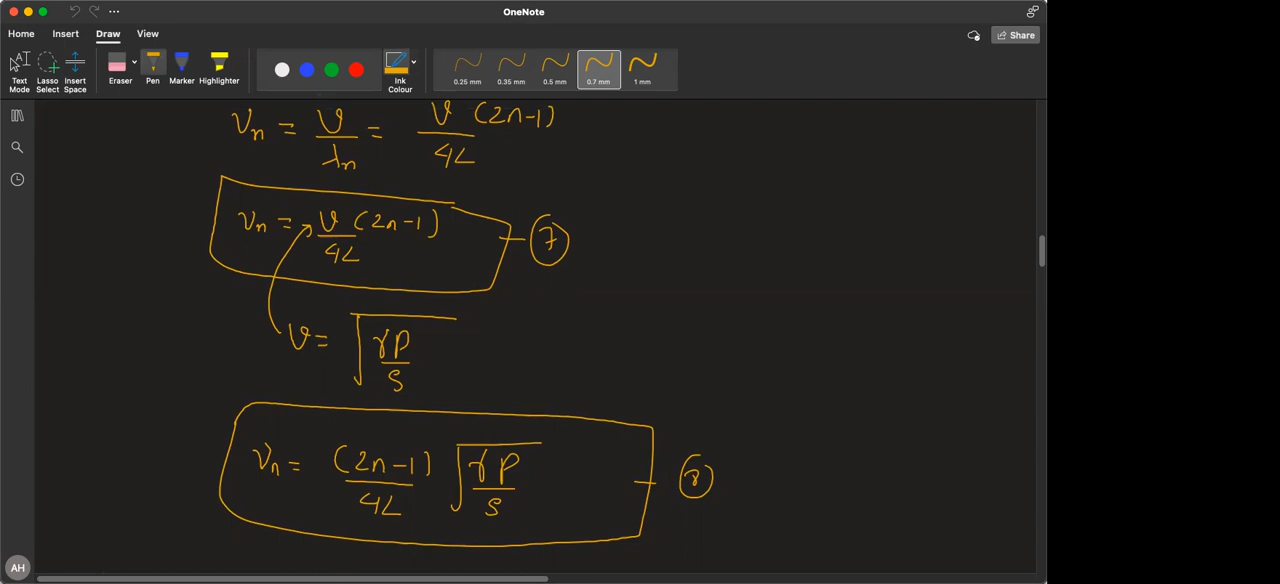 OneNote
Home Insert Draw View
Share
Text Mode Lasso Select Insert Space Eraser Pen Marker Highlighter Ink Colour 0.25 mm 0.35 mm 0.5 mm 0.7 mm 1 mm
νn = v/λn = v/4L (2n-1)
νn = v/4L (2n-1) — 7
v = √(γP/S)
νn = (2n-1)/4L √(γP/S) — 8
AH